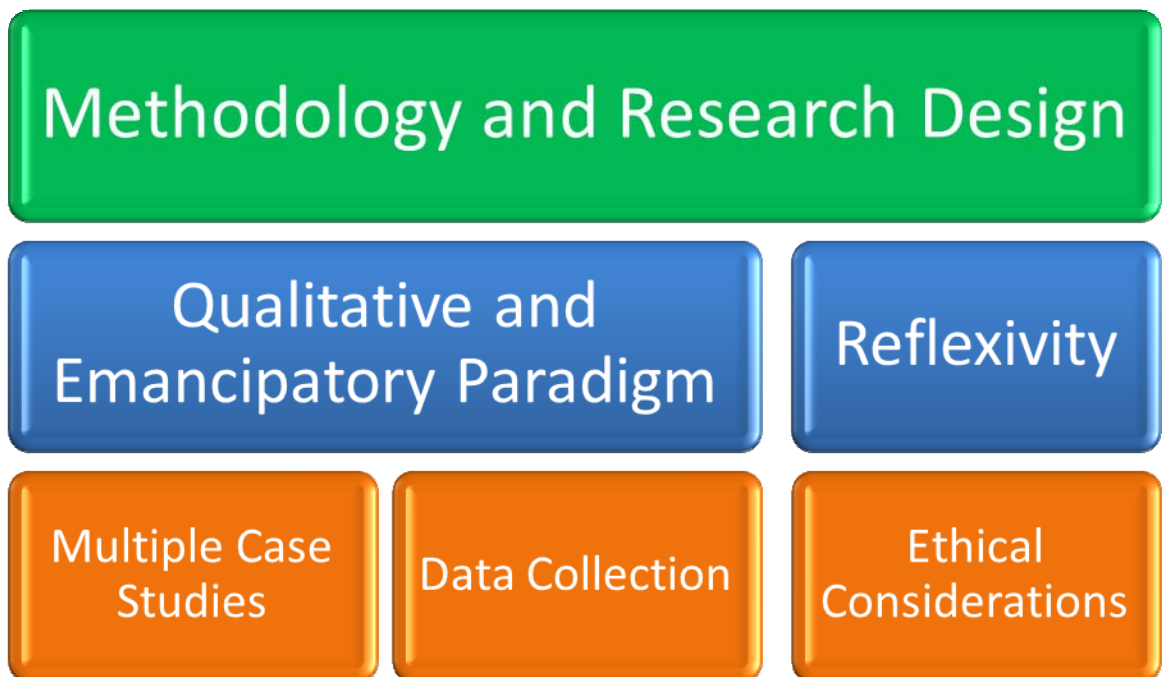 Methodology and Research Design
Qualitative and
Emancipatory Paradigm
Reflexivity
Multiple Case
Studies
Data Collection
Ethical
Considerations